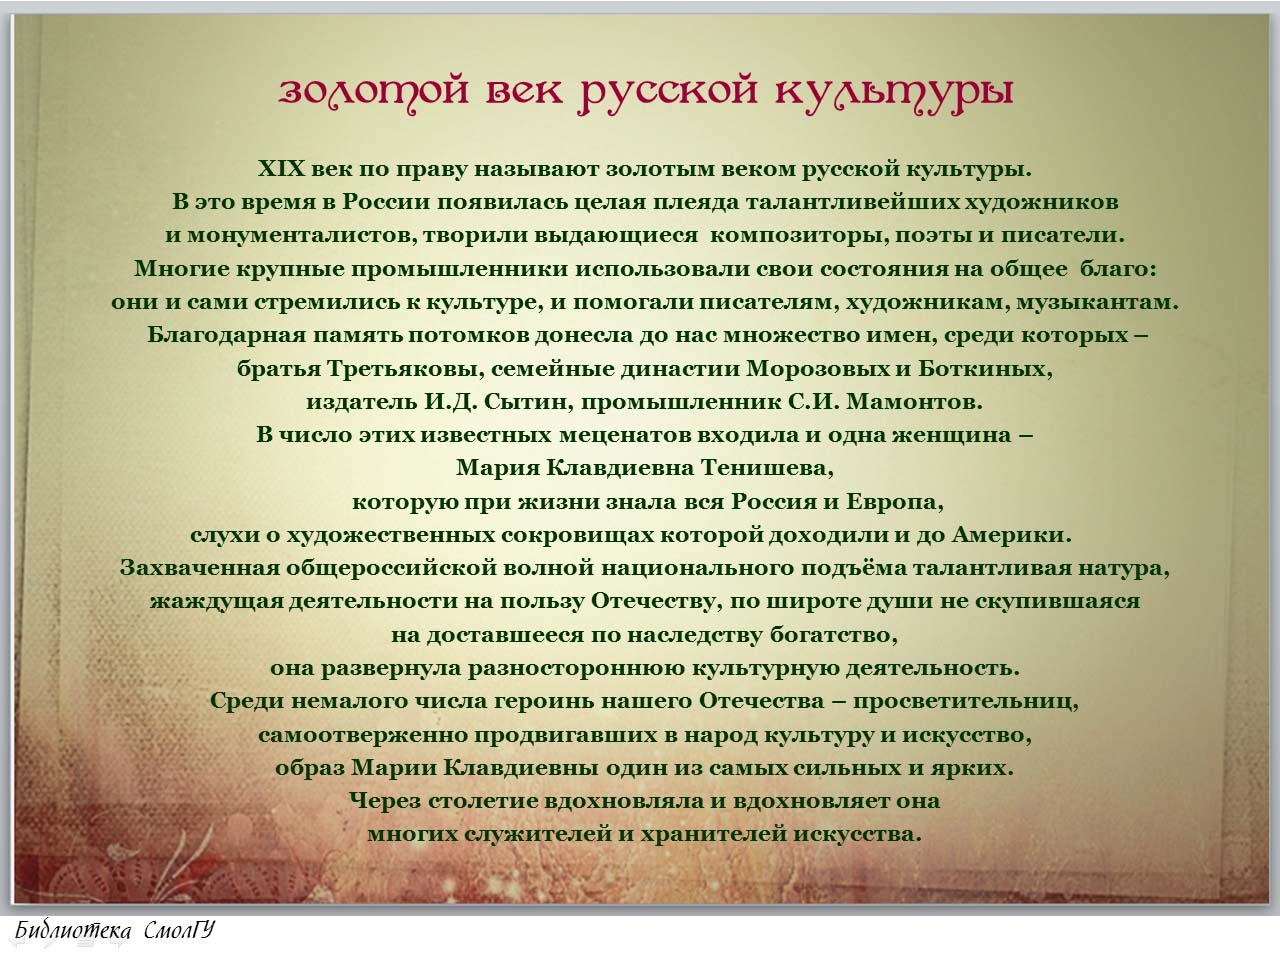 золотой век русской культуры
XIX век по праву называют золотым веком русской культуры.
В это время в России появилась целая плеяда талантливейших художников
и монументалистов, творили выдающиеся композиторы, поэты и писатели.
Многие крупные промышленники использовали свои состояния на общее благо:
они и сами стремились к культуре, и помогали писателям, художникам, музыкантам.
Благодарная память потомков донесла до нас множество имен, среди которых –
братья Третьяковы, семейные династии Морозовых и Боткиных,
издатель И.Д. Сытин, промышленник С.И. Мамонтов.
В число этих известных меценатов входила и одна женщина –
Мария Клавдиевна Тенишева,
которую при жизни знала вся Россия и Европа,
слухи о художественных сокровищах которой доходили и до Америки.
Захваченная общероссийской волной национального подъёма талантливая натура,
жаждущая деятельности на пользу Отечеству, по широте души не скупившаяся
на доставшееся по наследству богатство,
она развернула разностороннюю культурную деятельность.
Среди немалого числа героинь нашего Отечества – просветительниц,
самоотверженно продвигавших в народ культуру и искусство,
образ Марии Клавдиевны один из самых сильных и ярких.
Через столетие вдохновляла и вдохновляет она
многих служителей и хранителей искусства.
Библиотека СмолГУ